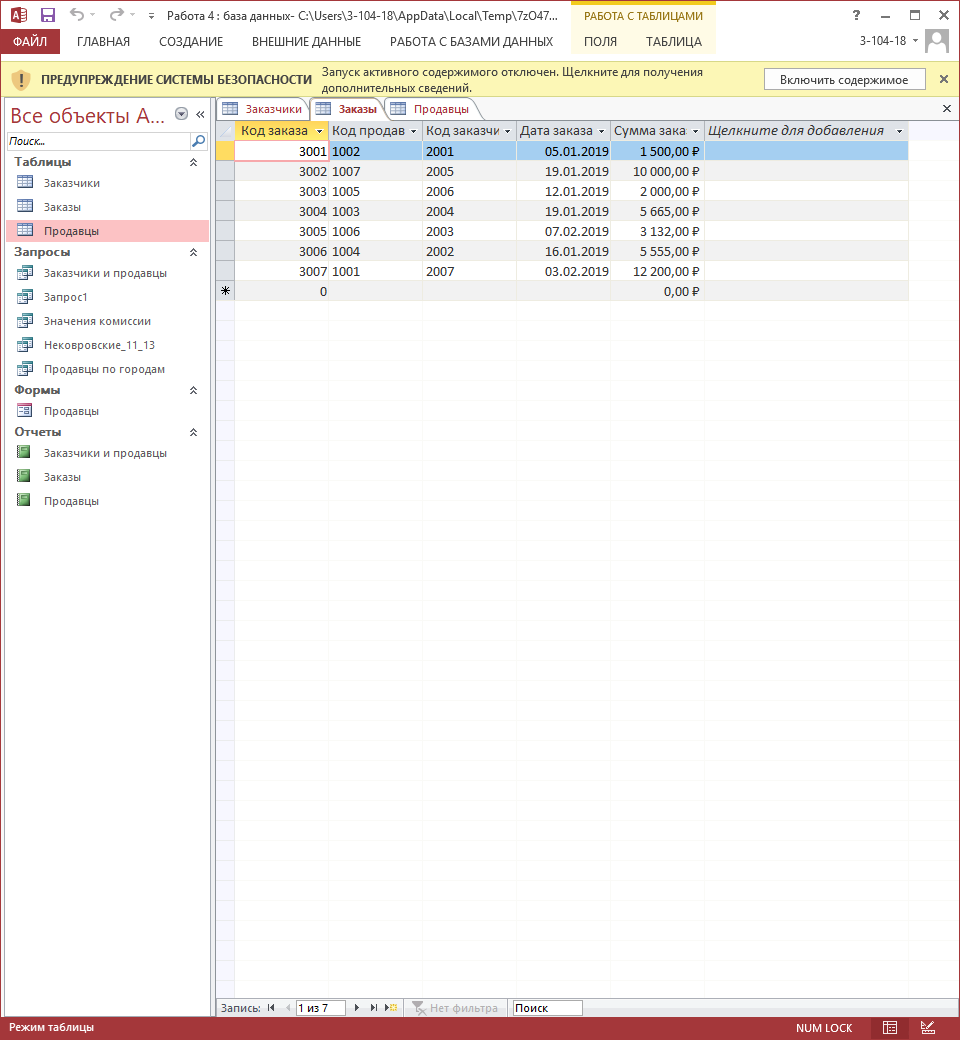 Работа 4 : база данных- C:\Users\3-104-18\AppData\Local\Temp\7zO47...
РАБОТА С ТАБЛИЦАМИ
?
ФАЙЛ ГЛАВНАЯ СОЗДАНИЕ ВНЕШНИЕ ДАННЫЕ РАБОТА С БАЗАМИ ДАННЫХ ПОЛЯ ТАБЛИЦА 3-104-18
ПРЕДУПРЕЖДЕНИЕ СИСТЕМЫ БЕЗОПАСНОСТИ Запуск активного содержимого отключен. Щелкните для получения
дополнительных сведений.
Включить содержимое
Все объекты A...
Поиск...
Таблицы
Заказчики
Заказы
Продавцы
Запросы
Заказчики и продавцы
Запрос1
Значения комиссии
Нековровские_11_13
Продавцы по городам
Формы
Продавцы
Отчеты
Заказчики и продавцы
Заказы
Продавцы
Заказчики Заказы Продавцы
Код заказа Код продав Код заказчи Дата заказа Сумма зака Щелкните для добавления
3001 1002 2001 05.01.2019 1 500,00 ₽
3002 1007 2005 19.01.2019 10 000,00 ₽
3003 1005 2006 12.01.2019 2 000,00 ₽
3004 1003 2004 19.01.2019 5 665,00 ₽
3005 1006 2003 07.02.2019 3 132,00 ₽
3006 1004 2002 16.01.2019 5 555,00 ₽
3007 1001 2007 03.02.2019 12 200,00 ₽
0 0,00 ₽
Запись: 1 из 7 Нет фильтра Поиск
Режим таблицы NUM LOCK